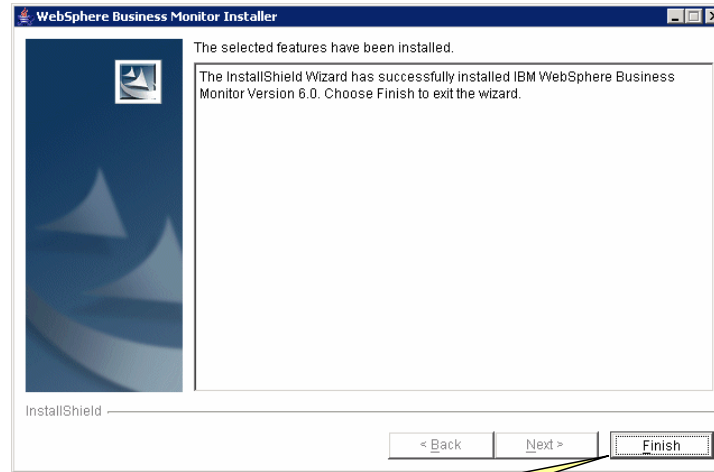 WebSphere Business Monitor Installer
The selected features have been installed.
The InstallShield Wizard has successfully installed IBM WebSphere Business
Monitor Version 6.0. Choose Finish to exit the wizard.
InstallShield
< Back Next > Finish